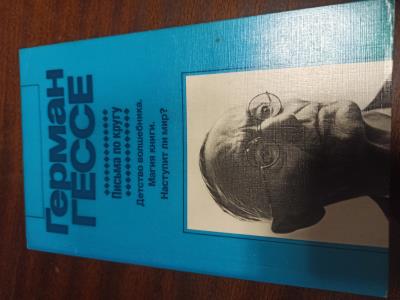 Герман
ГЕССЕ
Письма по кругу
Детство волшебника.
Магия книги.
Наступит ли мир?